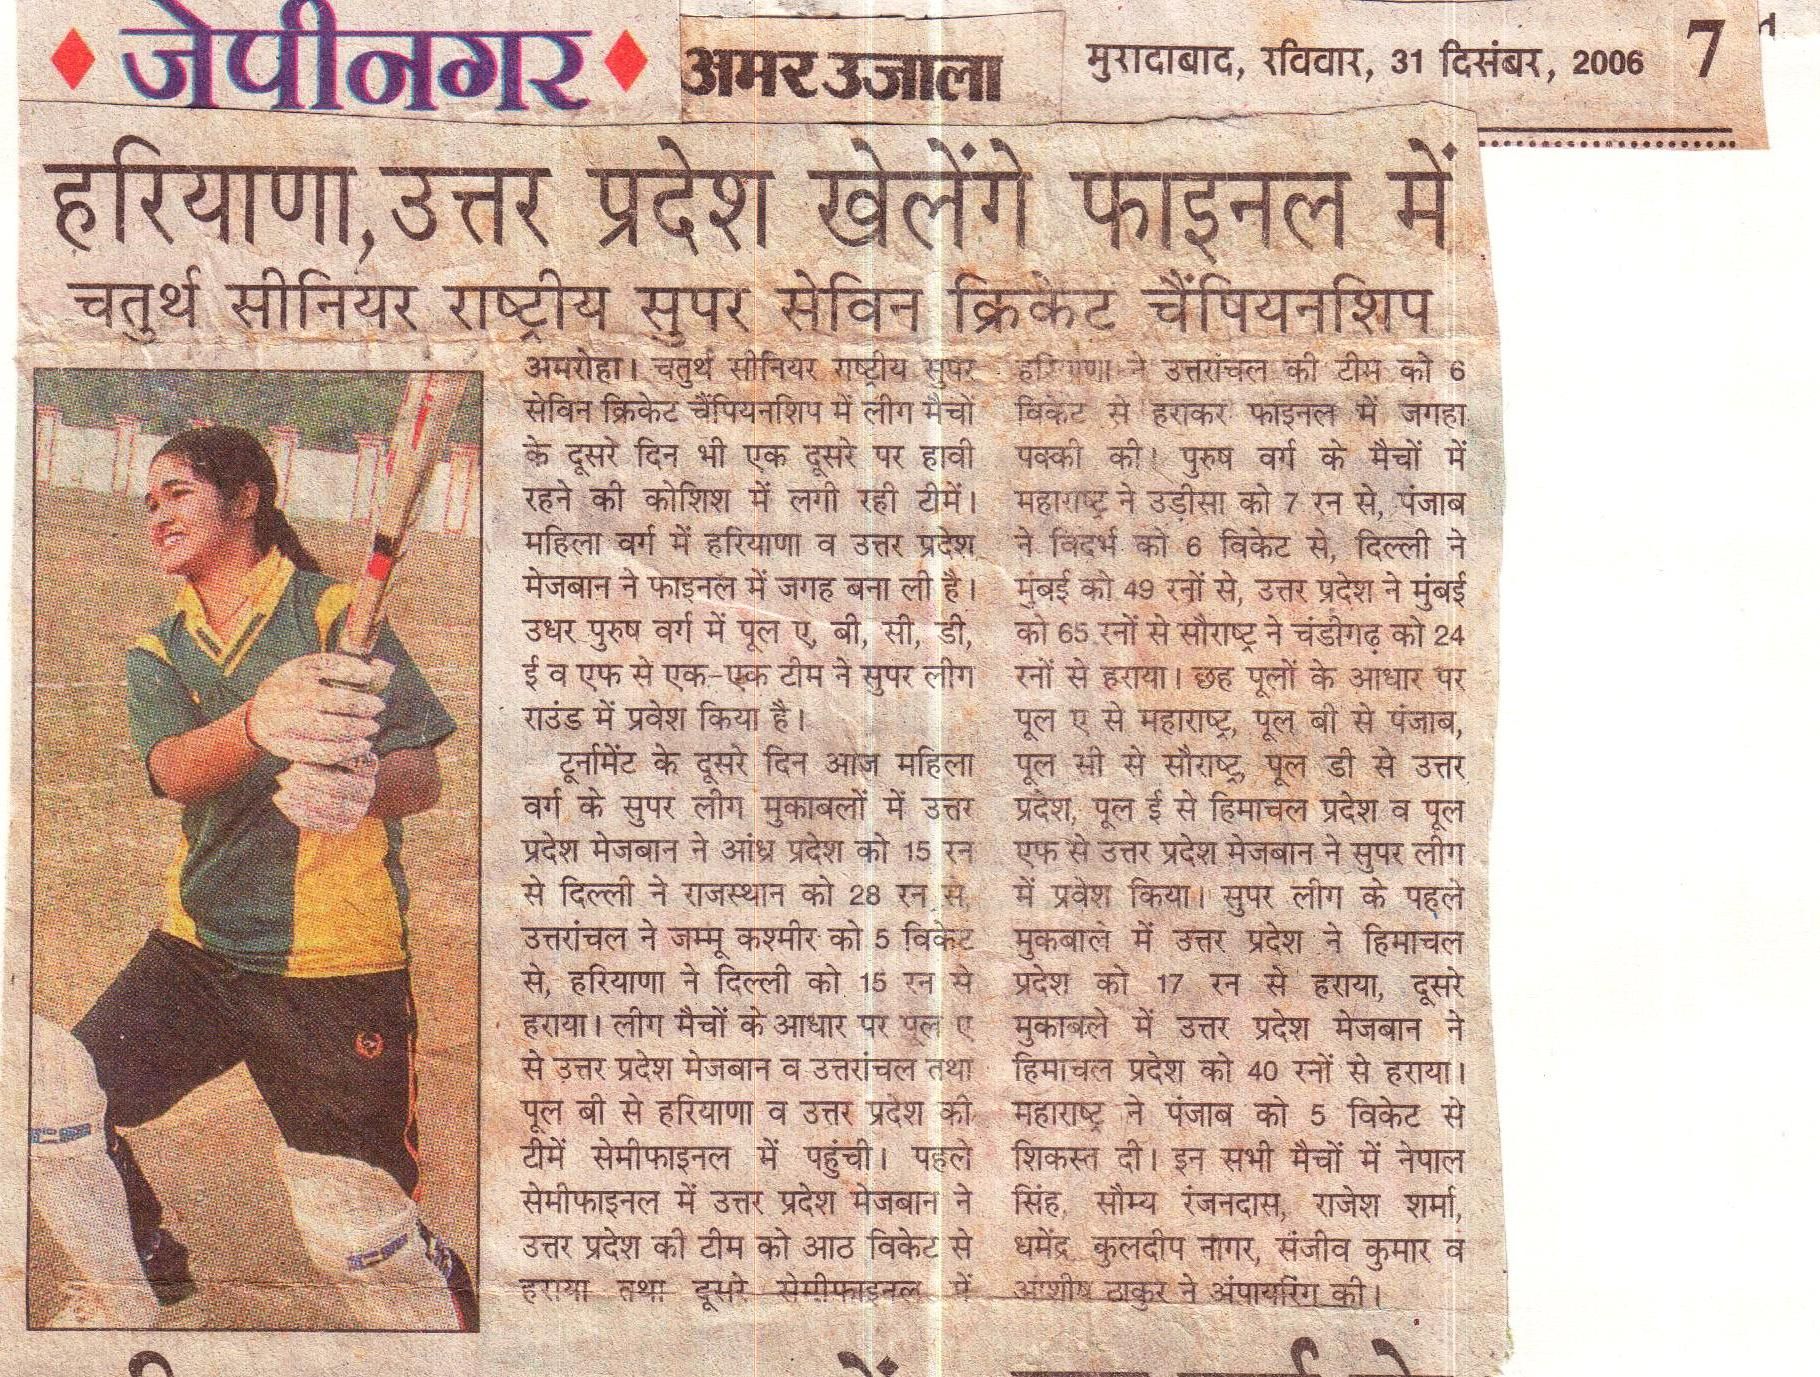 जेपीनगर
अमर उजाला
मुरादाबाद, रविवार, 31 दिसंबर, 2006
7
हरियाणा,उत्तर प्रदेश खेलेंगे फाइनल में
चतुर्थ सीनियर राष्ट्रीय सुपर सेविन क्रिकेट चैंपियनशिप
अमरोहा। चतुर्थ सीनियर राष्ट्रीय सुपर
सेविन क्रिकेट चैंपियनशिप में लीग मैचों
के दूसरे दिन भी एक दूसरे पर हावी
रहने की कोशिश में लगी रही टीमें।
महिला वर्ग में हरियाणा व उत्तर प्रदेश
मेजबान ने फाइनल में जगह बना ली है।
उधर पुरुष वर्ग में पूल ए, बी, सी, डी,
ई व एफ से एक-एक टीम ने सुपर लीग
राउंड में प्रवेश किया है।
टूर्नामेंट के दूसरे दिन आज महिला
वर्ग के सुपर लीग मुकाबलों में उत्तर
प्रदेश मेजबान ने आंध्र प्रदेश को 15 रन
से दिल्ली ने राजस्थान को 28 रन से,
उत्तरांचल ने जम्मू कश्मीर को 5 विकेट
से, हरियाणा ने दिल्ली को 15 रन से
हराया। लीग मैचों के आधार पर पूल ए
से उत्तर प्रदेश मेजबान व उत्तरांचल तथा
पूल बी से हरियाणा व उत्तर प्रदेश की
टीमें सेमीफाइनल में पहुंची। पहले
सेमीफाइनल में उत्तर प्रदेश मेजबान ने
उत्तर प्रदेश की टीम को आठ विकेट से
हराया तथा दूसरे सेमीफाइनल में
हरियाणा ने उत्तरांचल की टीम को 6
विकेट से हराकर फाइनल में जगहा
पक्की की। पुरुष वर्ग के मैचों में
महाराष्ट्र ने उड़ीसा को 7 रन से, पंजाब
ने विदर्भ को 6 विकेट से, दिल्ली ने
मुंबई को 49 रनों से, उत्तर प्रदेश ने मुंबई
को 65 रनों से सौराष्ट्र ने चंडीगढ़ को 24
रनों से हराया। छह पूलों के आधार पर
पूल ए से महाराष्ट्र, पूल बी से पंजाब,
पूल सी से सौराष्ट्र, पूल डी से उत्तर
प्रदेश, पूल ई से हिमाचल प्रदेश व पूल
एफ से उत्तर प्रदेश मेजबान ने सुपर लीग
में प्रवेश किया। सुपर लीग के पहले
मुकबाले में उत्तर प्रदेश ने हिमाचल
प्रदेश को 17 रन से हराया, दूसरे
मुकाबले में उत्तर प्रदेश मेजबान ने
हिमाचल प्रदेश को 40 रनों से हराया।
महाराष्ट्र ने पंजाब को 5 विकेट से
शिकस्त दी। इन सभी मैचों में नेपाल
सिंह, सौम्य रंजनदास, राजेश शर्मा,
धमेंद्र, कुलदीप नागर, संजीव कुमार व
आशीष ठाकुर ने अंपायरिंग की।